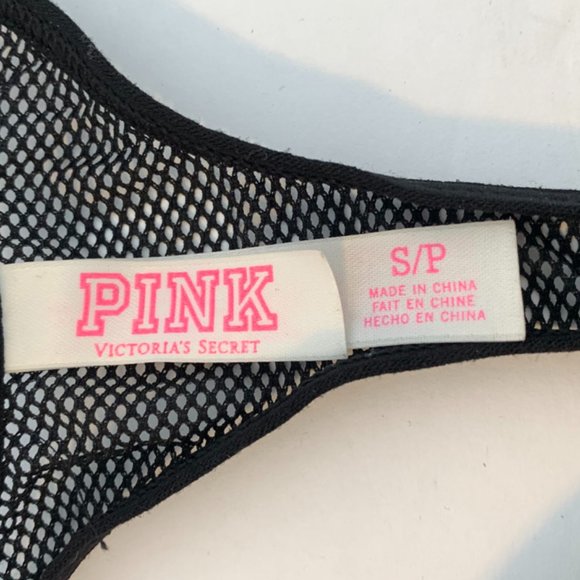 PINK
VICTORIA'S SECRET
S/P
MADE IN CHINA
FAIT EN CHINE
HECHO EN CHINA